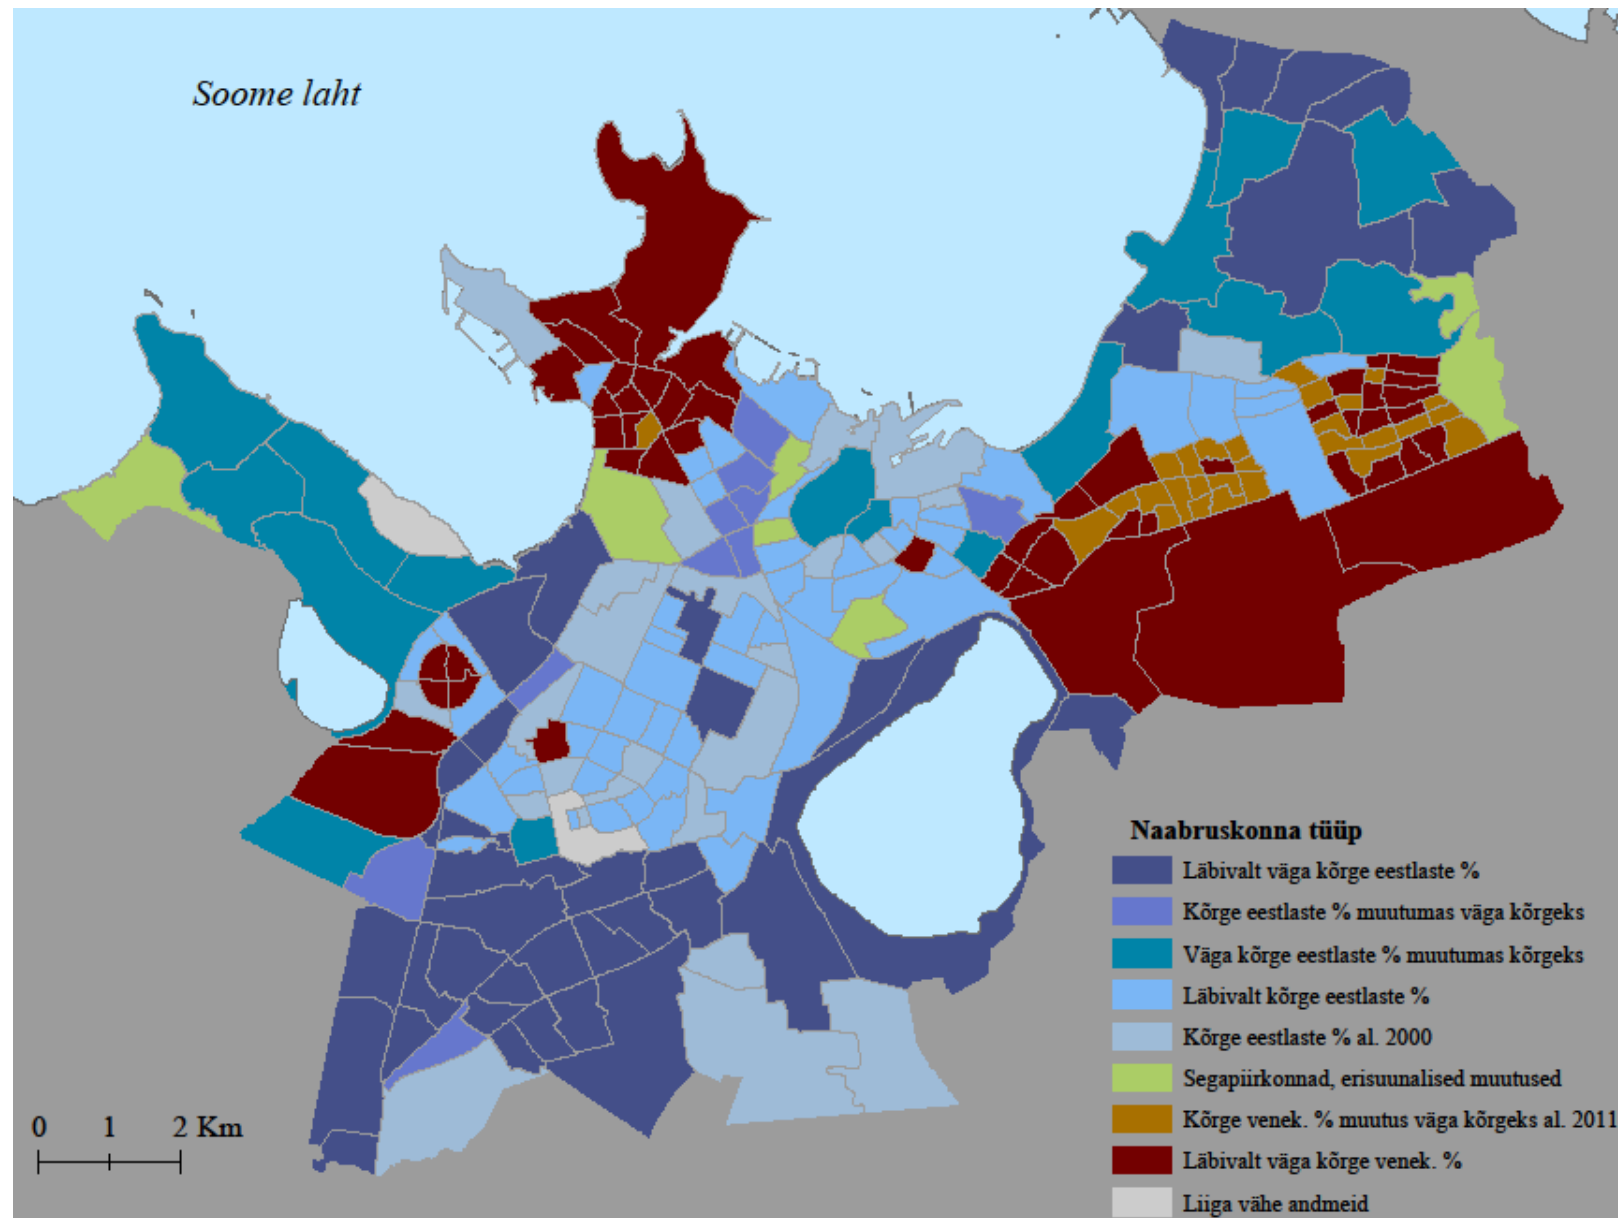 Soome laht
Naabruskonna tüüp
Läbivalt väga kõrge eestlaste %
Kõrge eestlaste % muutumas väga kõrgeks
Väga kõrge eestlaste % muutumas kõrgeks
Läbivalt kõrge eestlaste %
Kõrge eestlaste % al. 2000
Segapiirkonnad, erisuunalised muutused
Kõrge venek. % muutus väga kõrgeks al. 2011
Läbivalt väga kõrge venek. %
Liiga vähe andmeid
0 1 2 Km